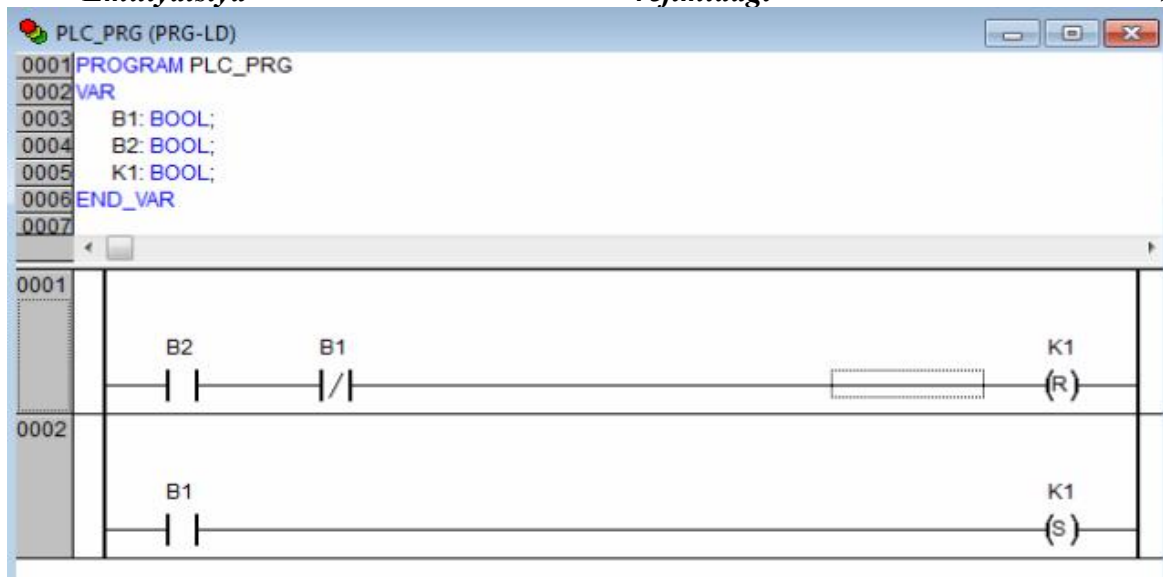 PLC_PRG (PRG-LD)
0001 PROGRAM PLC_PRG
0002 VAR
0003 B1: BOOL;
0004 B2: BOOL;
0005 K1: BOOL;
0006 END_VAR
0007
0001
B2 B1 K1
(R)
0002
B1 K1
(S)